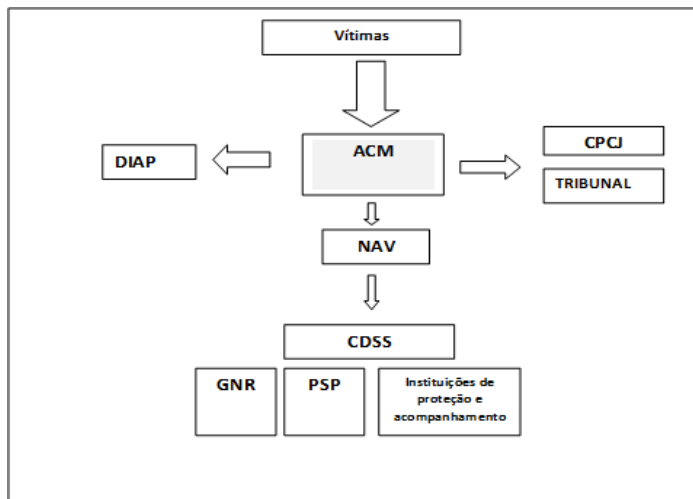 Vítimas
ACM
DIAP
CPCJ
TRIBUNAL
NAV
CDSS
GNR
PSP
Instituições de
proteção e
acompanhamento